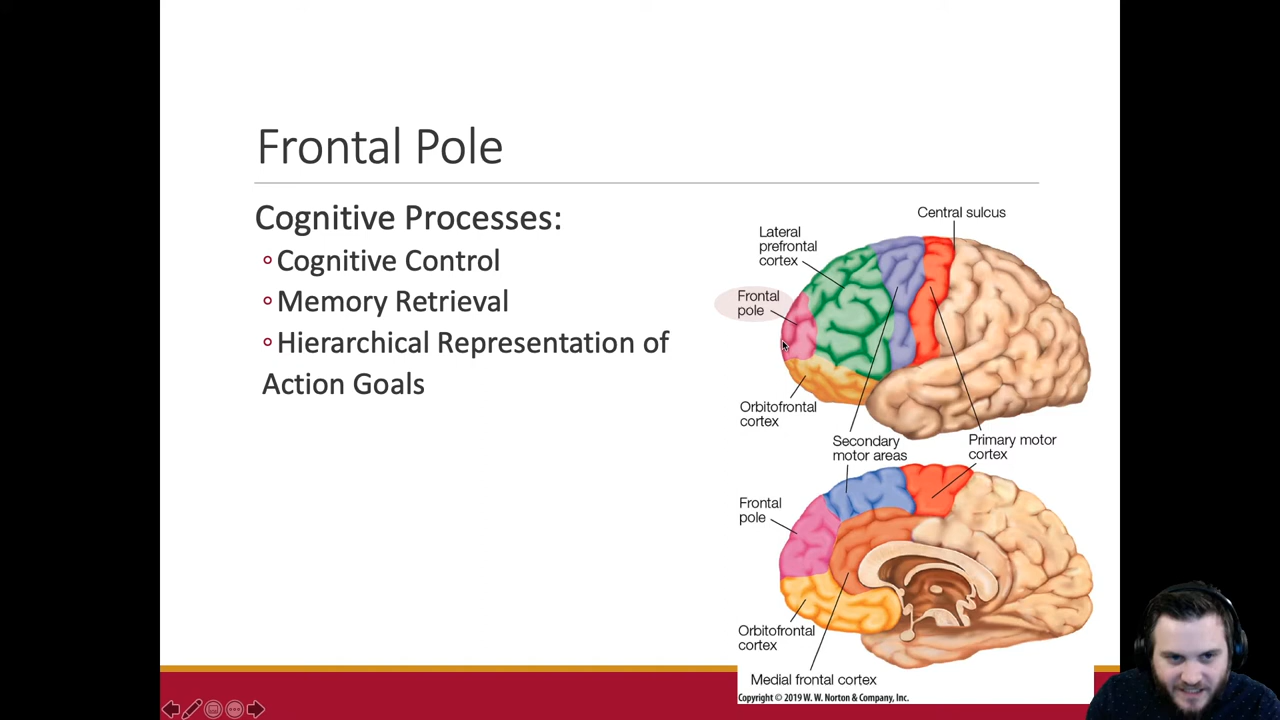 Frontal Pole
Cognitive Processes:
Cognitive Control
Memory Retrieval
Hierarchical Representation of
Action Goals
Central sulcus
Lateral
prefrontal
cortex
Frontal
pole
Orbitofrontal
cortex
Secondary
motor areas
Primary motor
cortex
Frontal
pole
Orbitofrontal
cortex
Medial frontal cortex
Copyright © 2019 W. W. Norton & Company, Inc.